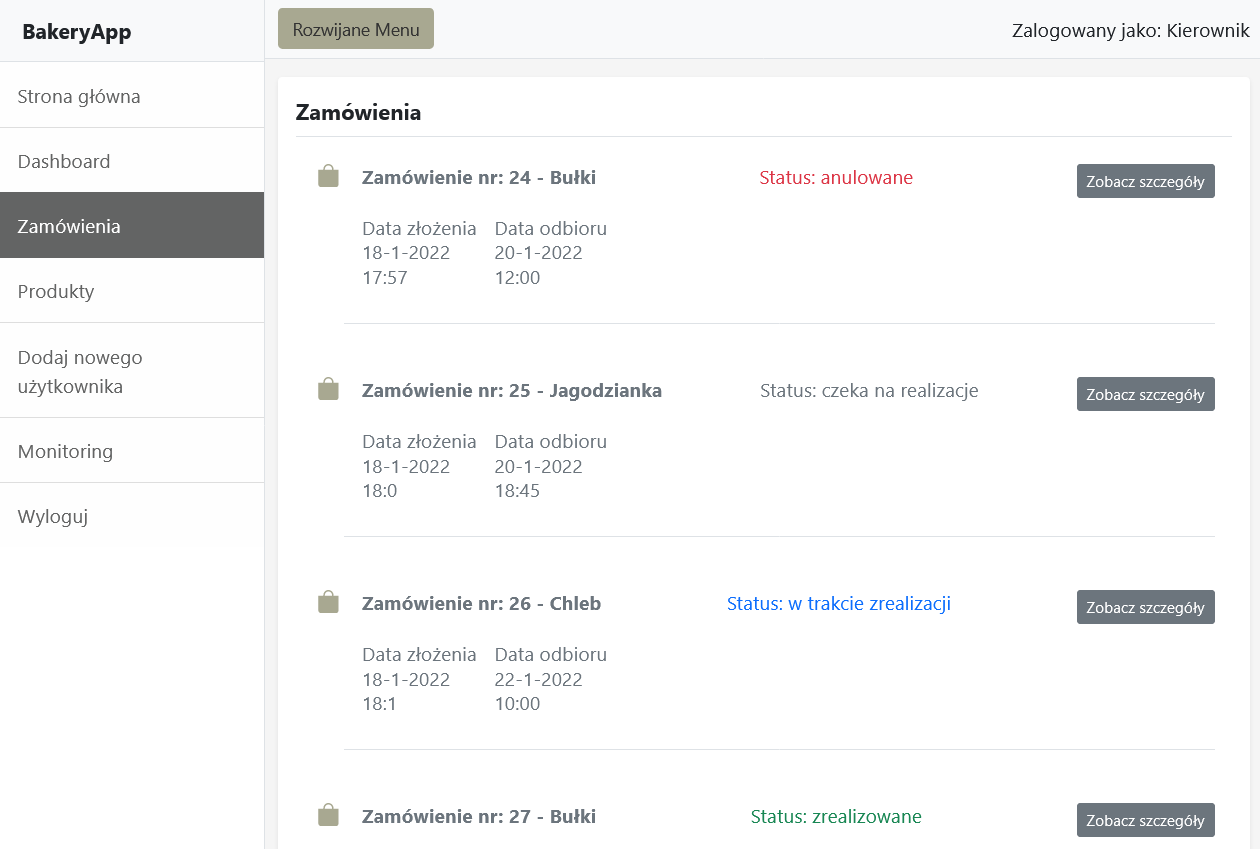 BakeryApp
Rozwijane Menu
Zalogowany jako: Kierownik
Strona główna
Dashboard
Zamówienia
Produkty
Dodaj nowego
użytkownika
Monitoring
Wyloguj
Zamówienia
Zamówienie nr: 24 - Bułki
Status: anulowane
Zobacz szczegóły
Data złożenia Data odbioru
18-1-2022 20-1-2022
17:57 12:00
Zamówienie nr: 25 - Jagodzianka
Status: czeka na realizacje
Zobacz szczegóły
Data złożenia Data odbioru
18-1-2022 20-1-2022
18:0 18:45
Zamówienie nr: 26 - Chleb
Status: w trakcie zrealizacji
Zobacz szczegóły
Data złożenia Data odbioru
18-1-2022 22-1-2022
18:1 10:00
Zamówienie nr: 27 - Bułki
Status: zrealizowane
Zobacz szczegóły